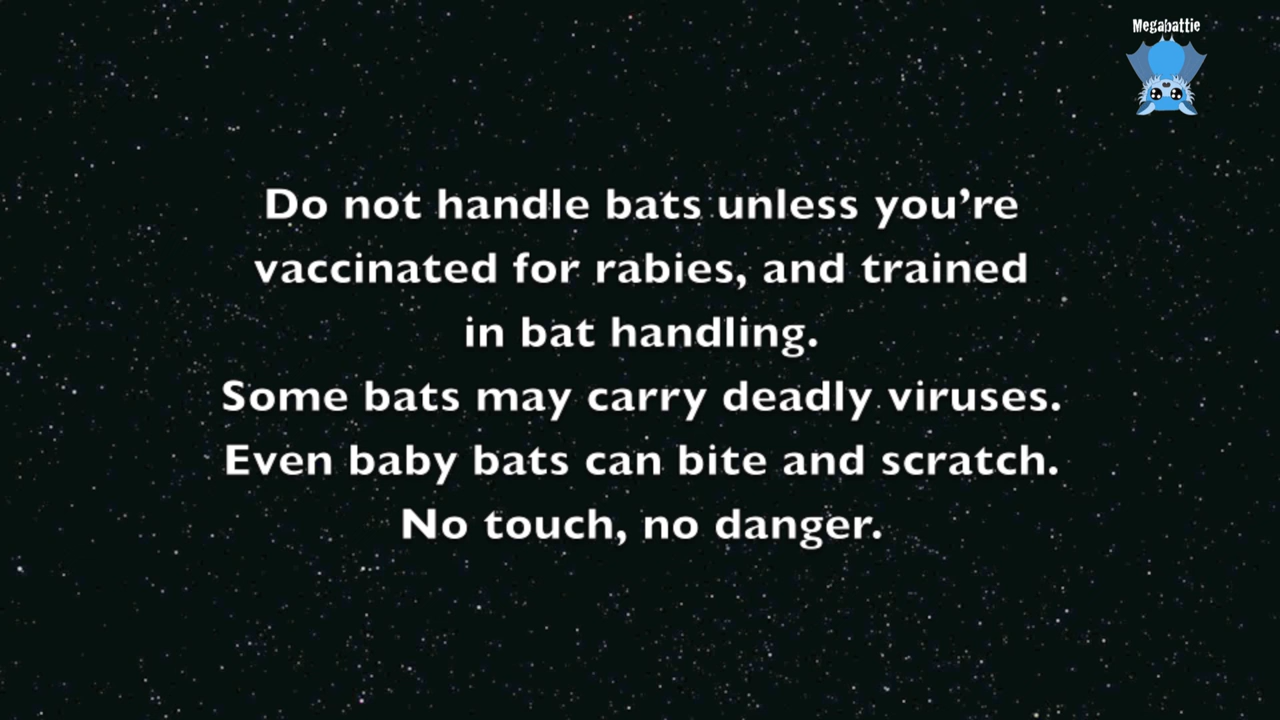 Megabattie
Do not handle bats unless you’re
vaccinated for rabies, and trained
in bat handling.
Some bats may carry deadly viruses.
Even baby bats can bite and scratch.
No touch, no danger.